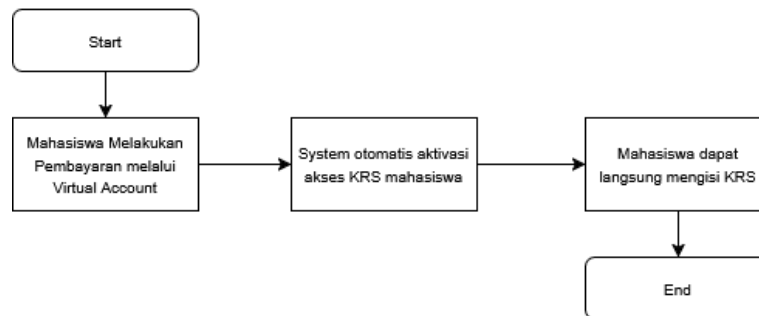 Start
Mahasiswa Melakukan
Pembayaran melalui
Virtual Account
System otomatis aktivasi
akses KRS mahasiswa
Mahasiswa dapat
langsung mengisi KRS
End